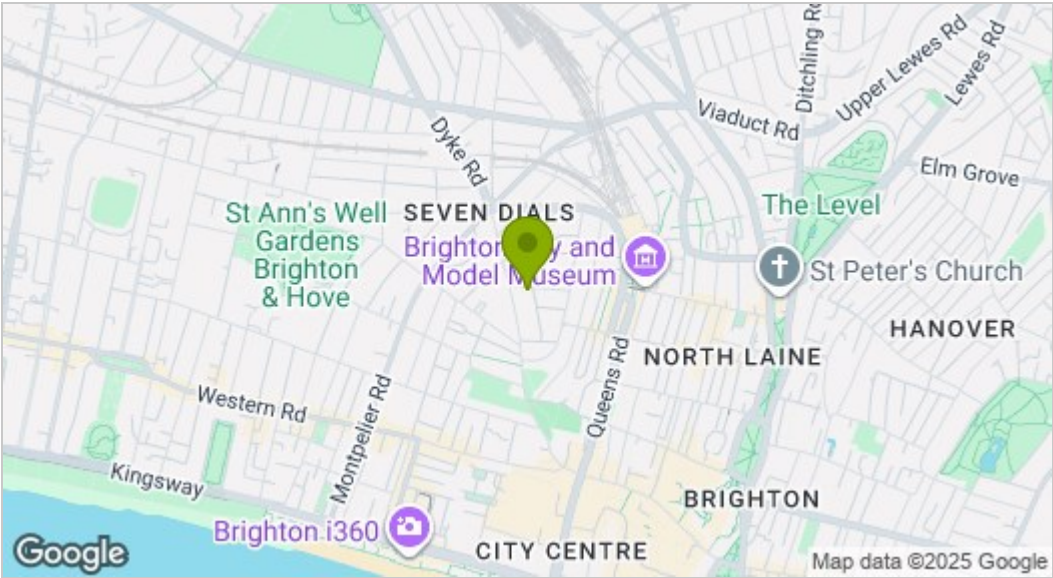 Ditchling Rd
Upper Lewes Rd
Lewes Rd
Viaduct Rd
Dyke Rd
Elm Grove
St Ann's Well
Gardens
Brighton
& Hove
SEVEN DIALS
The Level
Brighton y and
Model Museum
St Peter's Church
HANOVER
NORTH LAINE
Queens Rd
Western Rd
Montpelier Rd
Kingsway
BRIGHTON
Brighton i360
CITY CENTRE
Google
Map data ©2025 Google